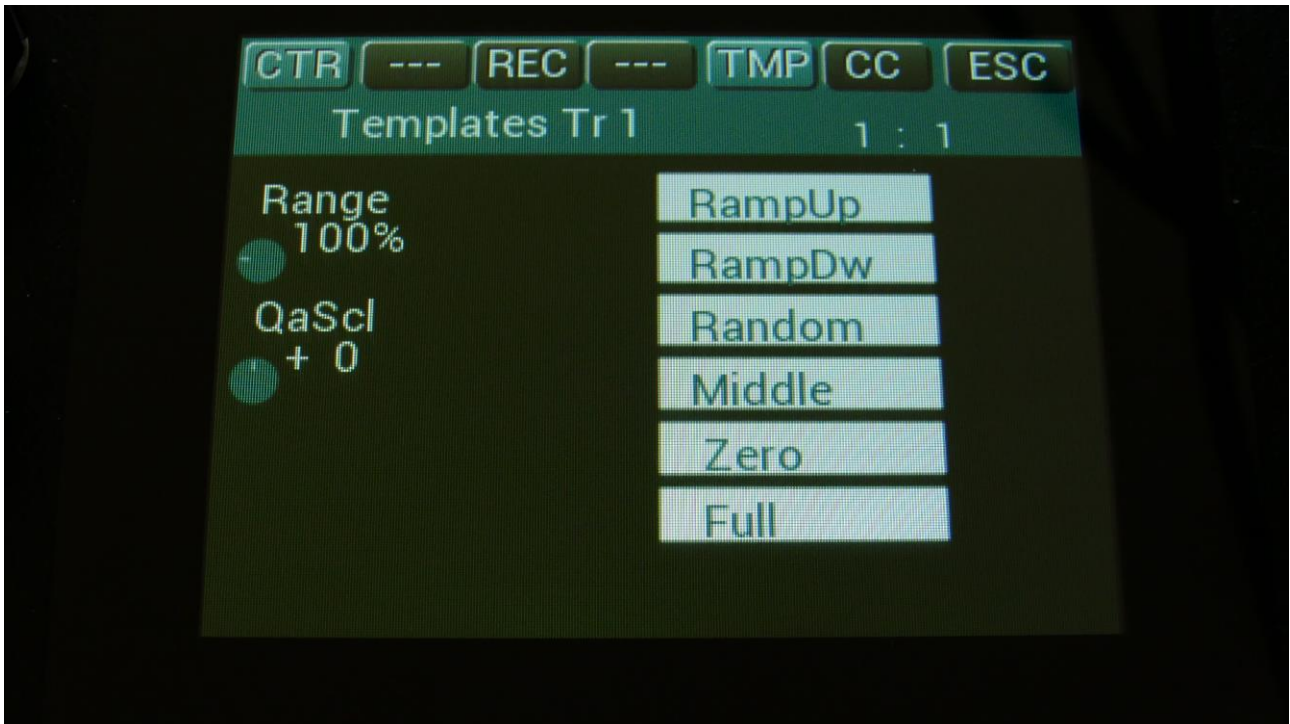 CTR --- REC --- TMP CC ESC
Templates Tr 1 1 : 1
Range
100%
QaScl
+ 0
RampUp
RampDw
Random
Middle
Zero
Full